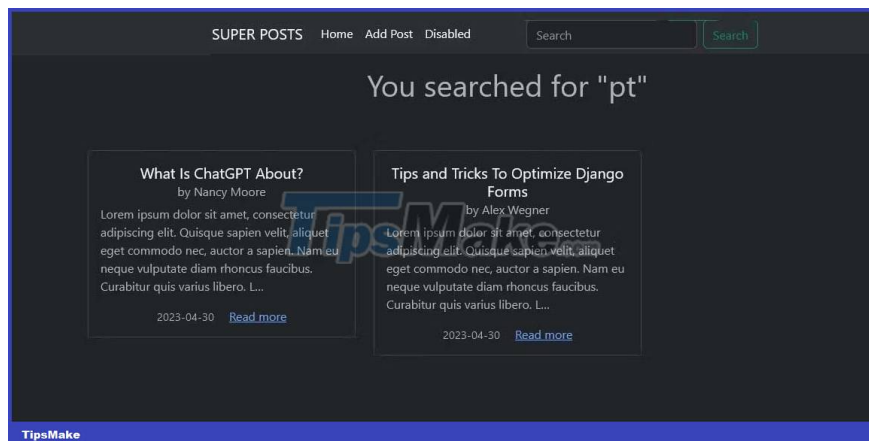 SUPER POSTS Home Add Post Disabled Search Search
You searched for "pt"
What Is ChatGPT About?
by Nancy Moore
Lorem ipsum dolor sit amet, consectetur
adipiscing elit. Quisque sapien velit, aliquet
eget commodo nec, auctor a sapien. Nam eu
neque vulputate diam rhoncus faucibus.
Curabitur quis varius libero. L...
2023-04-30 Read more
Tips and Tricks To Optimize Django
Forms
by Alex Wegner
Lorem ipsum dolor sit amet, consectetur
adipiscing elit. Quisque sapien velit, aliquet
eget commodo nec, auctor a sapien. Nam eu
neque vulputate diam rhoncus faucibus.
Curabitur quis varius libero. L...
2023-04-30 Read more
TipsMake.com
TipsMake